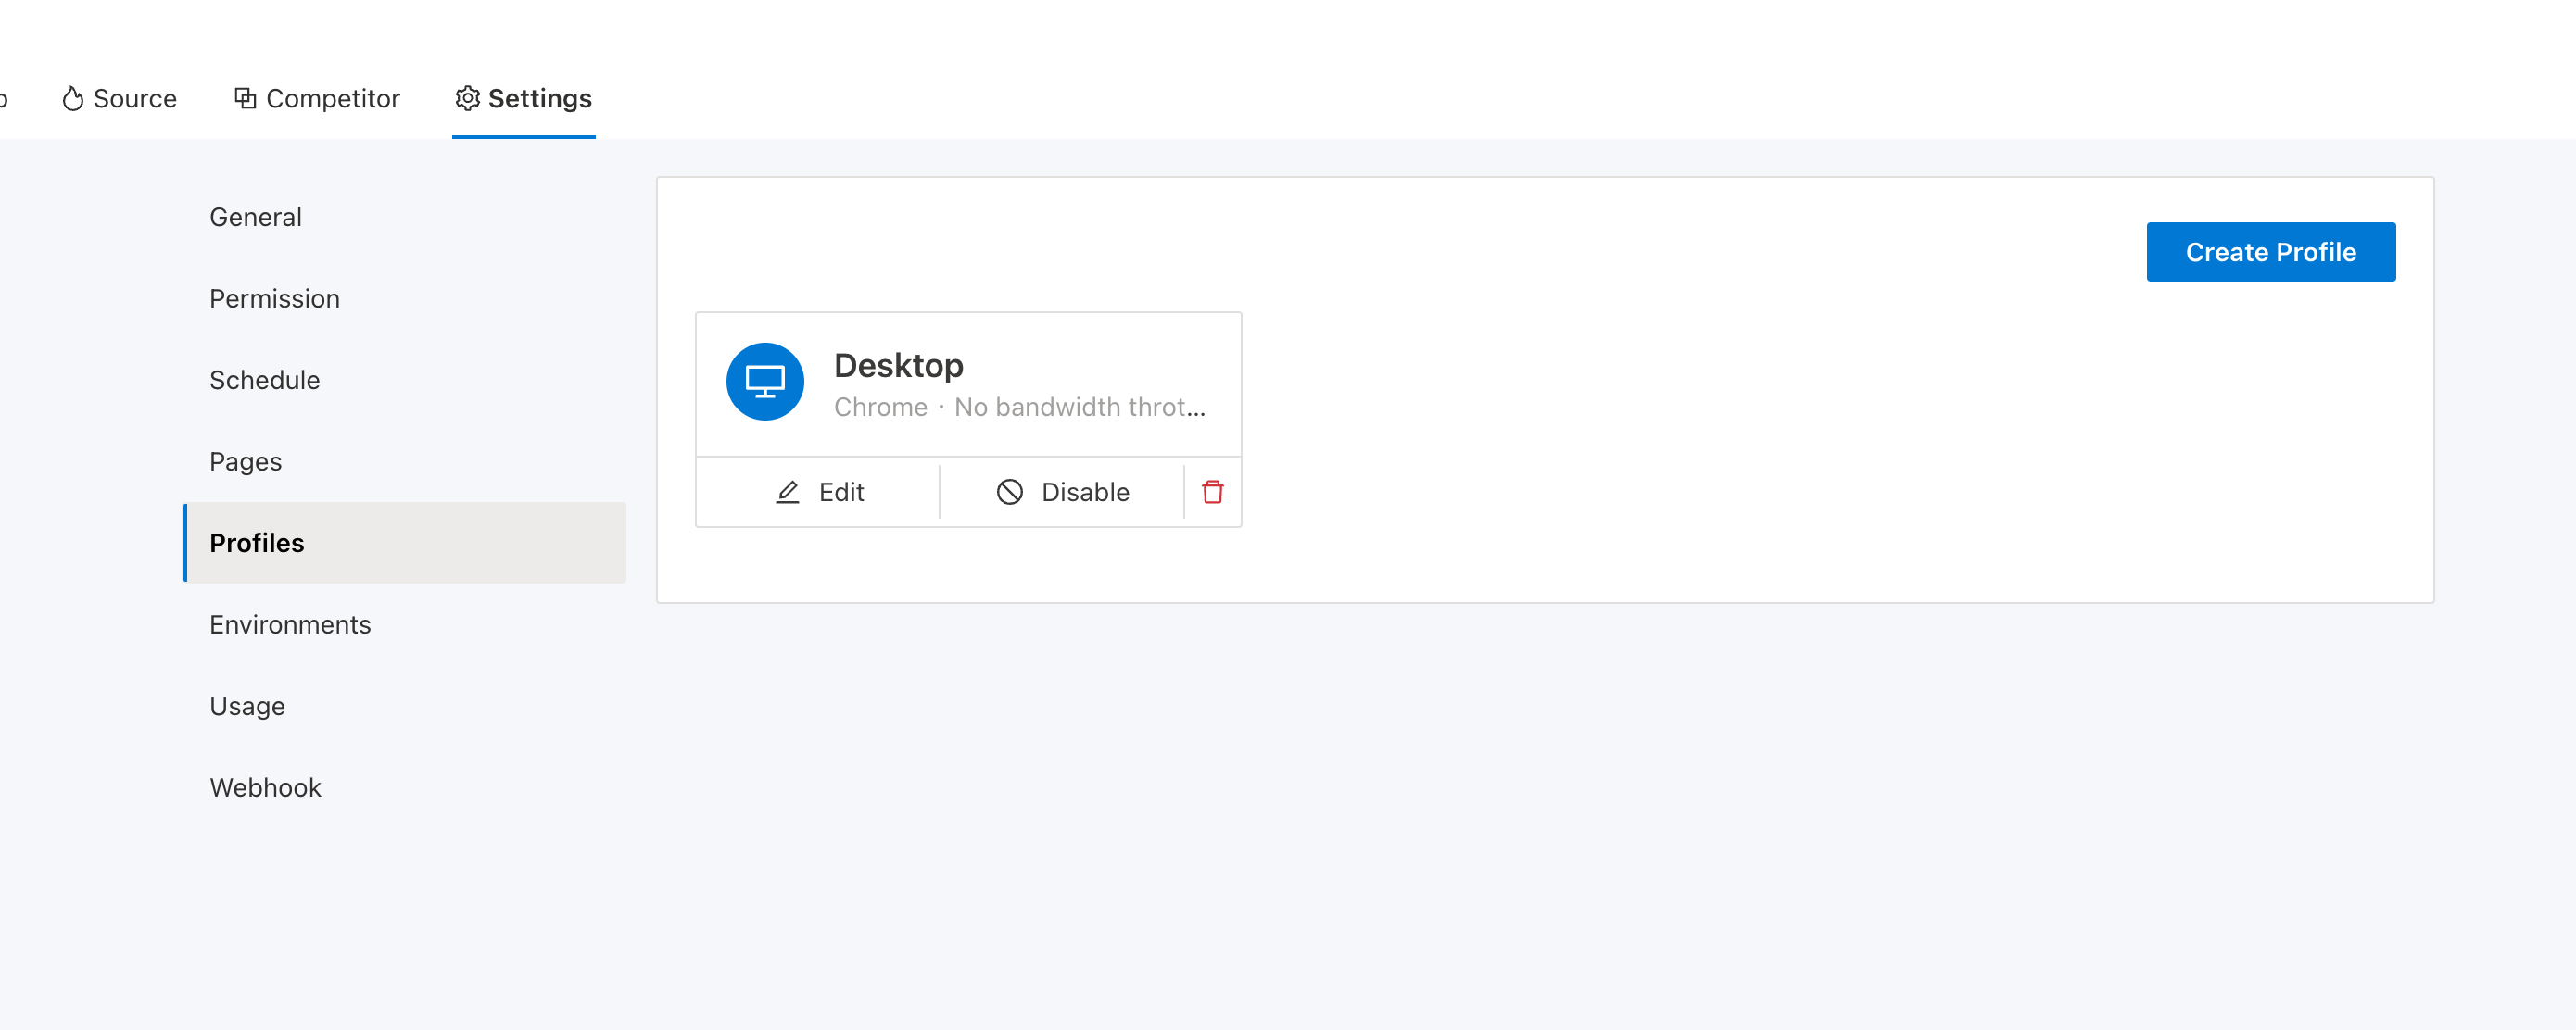 Source
Competitor
Settings
General
Permission
Schedule
Pages
Profiles
Environments
Usage
Webhook
Create Profile
Desktop
Chrome · No bandwidth throt...
Edit
Disable